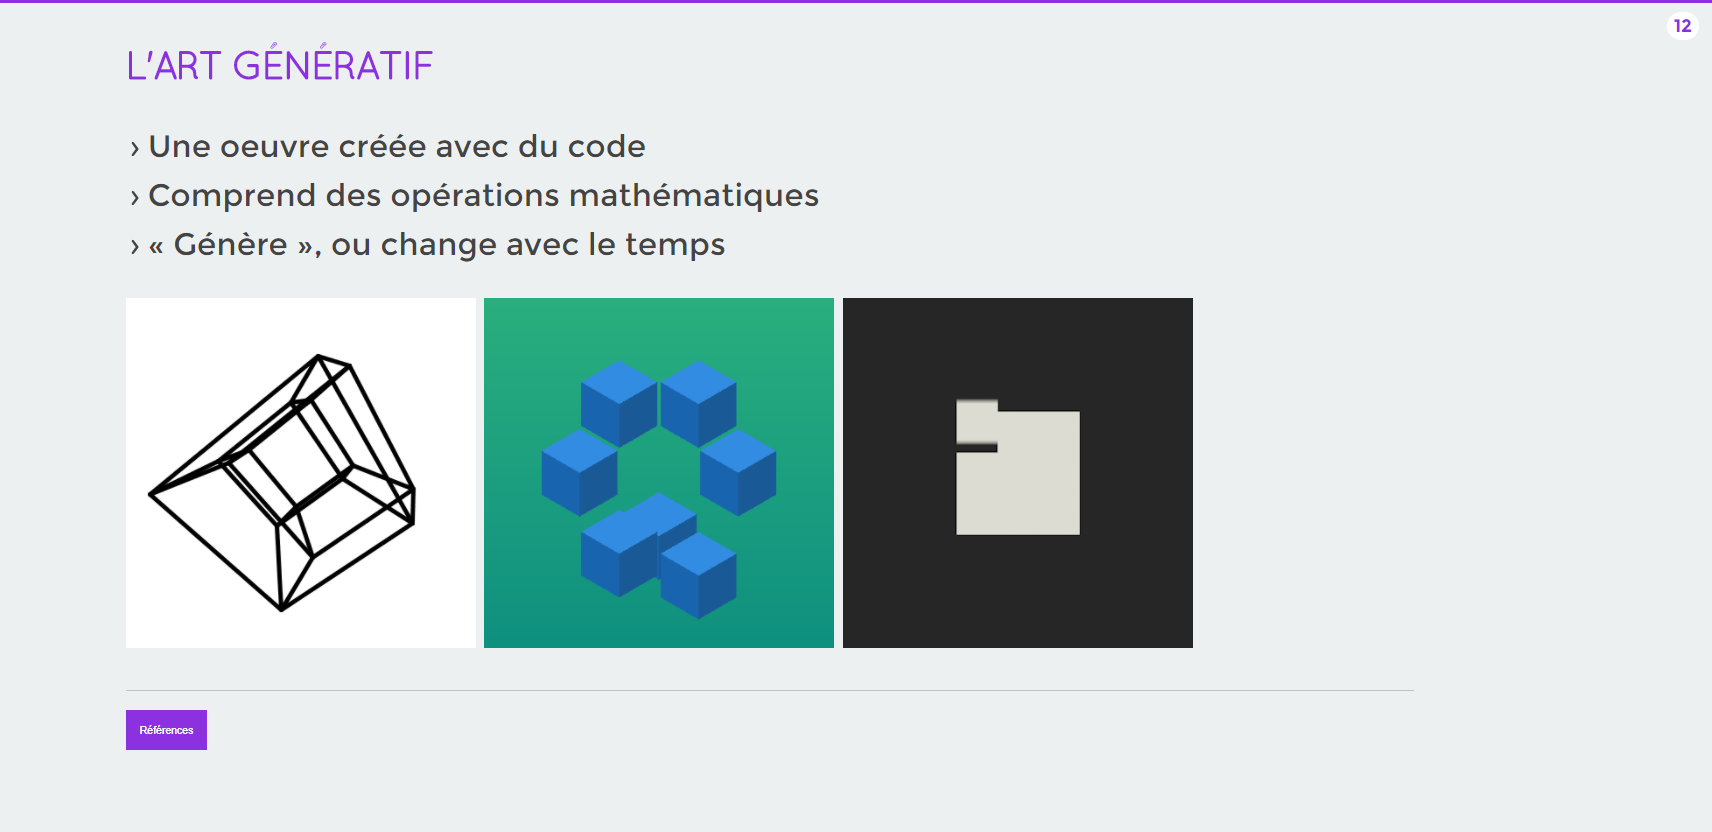 12
L'ART GÉNÉRATIF
› Une oeuvre créée avec du code
› Comprend des opérations mathématiques
› « Génère », ou change avec le temps
Références